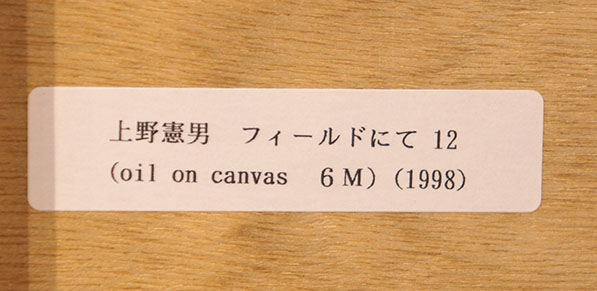 上野憲男　フィールドにて 12
(oil on canvas　６M) (1998)